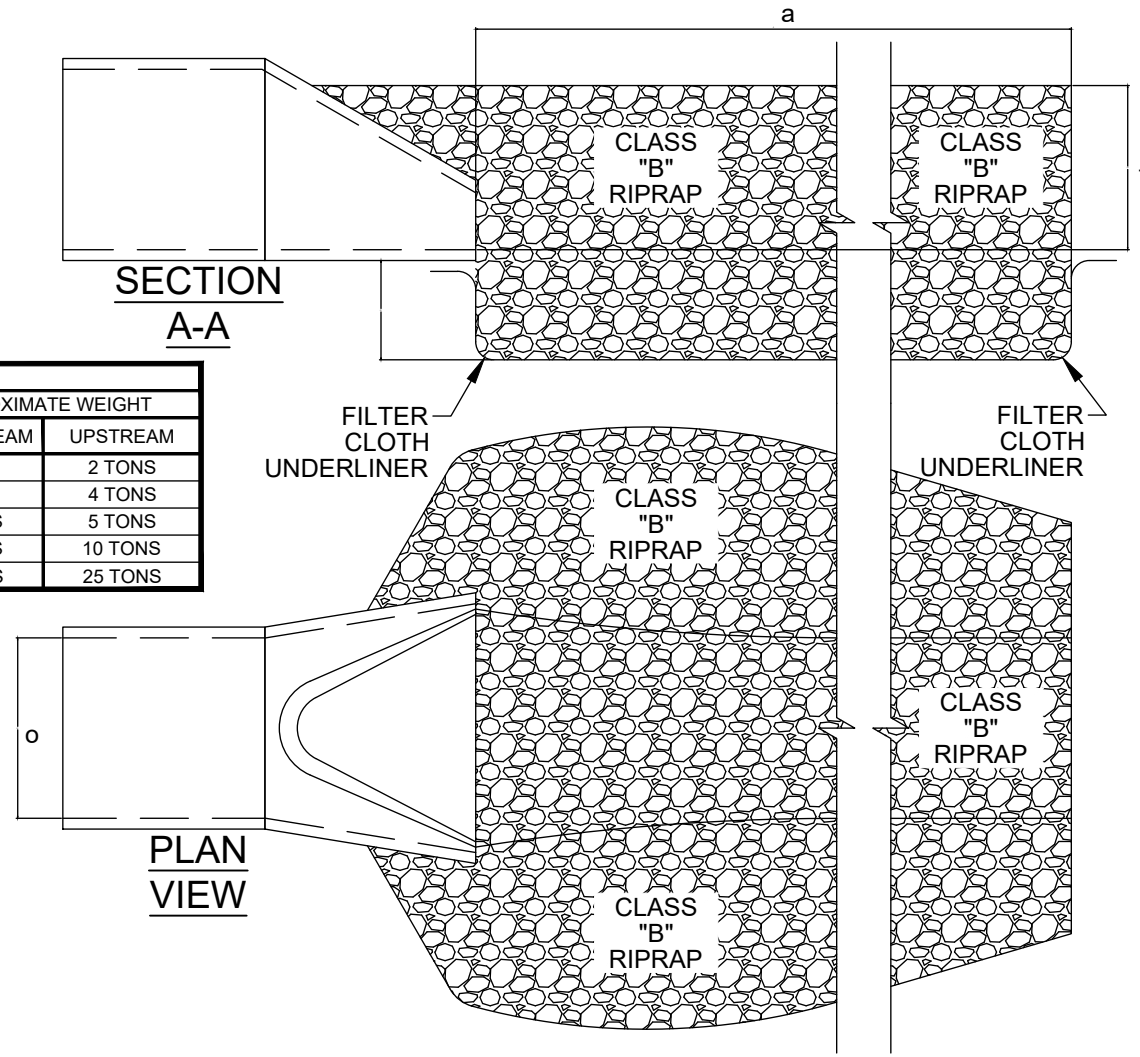 a
CLASS
"B"
RIPRAP
CLASS
"B"
RIPRAP
SECTION
A-A
UPSTREAM
2 TONS
4 TONS
5 TONS
10 TONS
25 TONS
WEIGHT
FILTER
CLOTH
UNDERLINER
FILTER
CLOTH
UNDERLINER
CLASS
"B"
RIPRAP
o
CLASS
"B"
RIPRAP
PLAN
VIEW
CLASS
"B"
RIPRAP